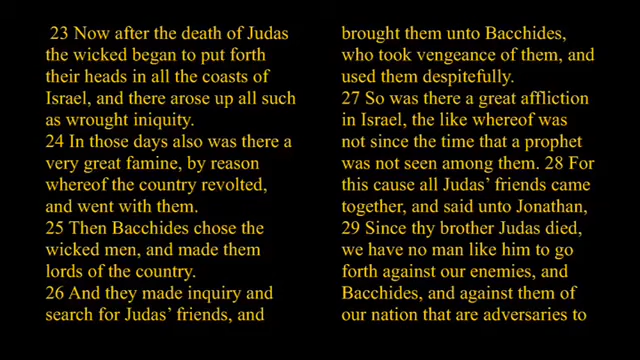 23 Now after the death of Judas
the wicked began to put forth
their heads in all the coasts of
Israel, and there arose up all such
as wrought iniquity.
24 In those days also was there a
very great famine, by reason
whereof the country revolted,
and went with them.
25 Then Bacchides chose the
wicked men, and made them
lords of the country.
26 And they made inquiry and
search for Judas’ friends, and
brought them unto Bacchides,
who took vengeance of them, and
used them despitefully.
27 So was there a great affliction
in Israel, the like whereof was
not since the time that a prophet
was not seen among them. 28 For
this cause all Judas’ friends came
together, and said unto Jonathan,
29 Since thy brother Judas died,
we have no man like him to go
forth against our enemies, and
Bacchides, and against them of
our nation that are adversaries to